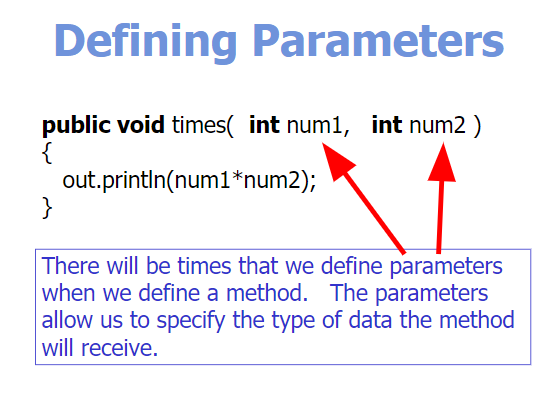 Defining Parameters
public void times( int num1, int num2 )
{
out.println(num1*num2);
}
There will be times that we define parameters
when we define a method. The parameters
allow us to specify the type of data the method
will receive.